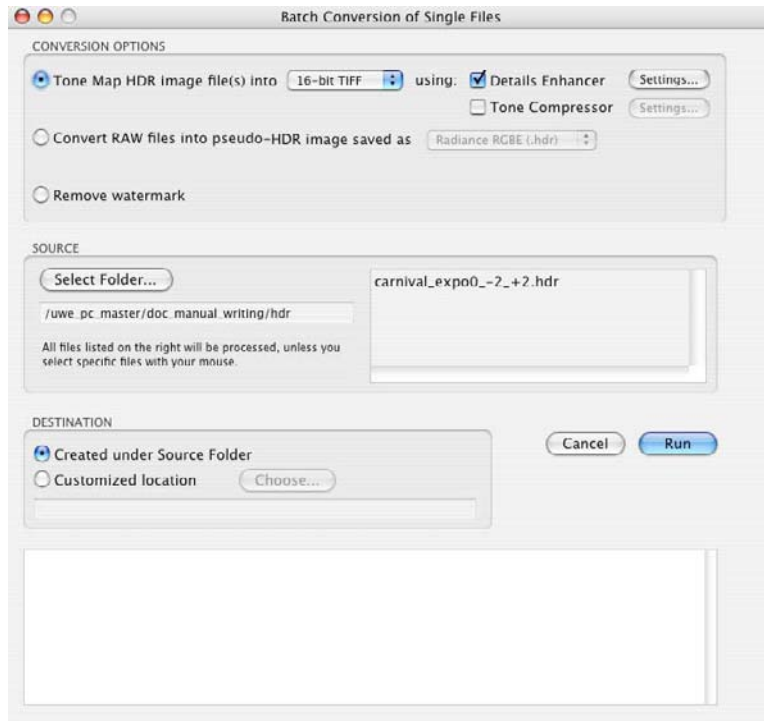 Batch Conversion of Single Files
CONVERSION OPTIONS
Tone Map HDR image file(s) into 16-bit TIFF using: Details Enhancer Settings...
Tone Compressor Settings...
Convert RAW files into pseudo-HDR image saved as Radiance RGBE (.hdr)
Remove watermark
SOURCE
Select Folder...
/uwe_pc_master/doc_manual_writing/hdr
All files listed on the right will be processed, unless you
select specific files with your mouse.
carnival_expo0_-2_+2.hdr
DESTINATION
Created under Source Folder
Customized location Choose...
Cancel Run